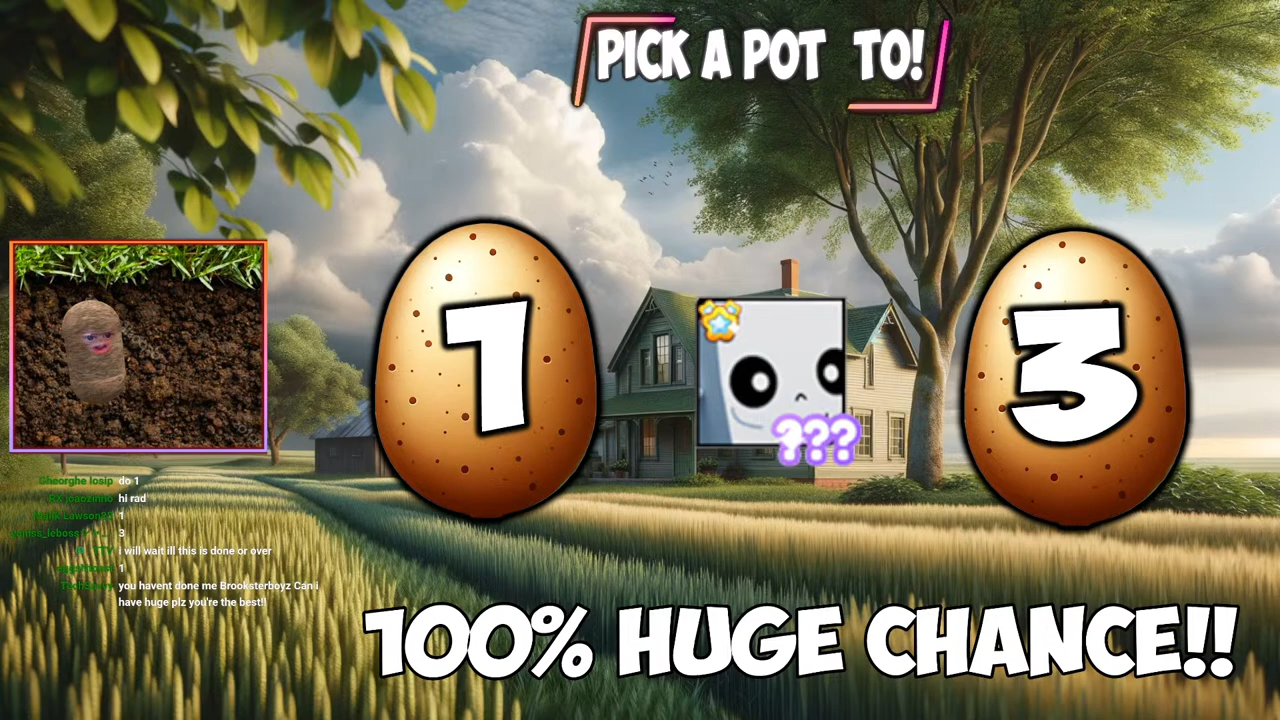 PICK A POT TO!
1
3
???
Gheorghe Iosip do 1
hi rad
1
3
i will wait ill this is done or over
1
you havent done me Brooksterboyz Can i
have huge plz you're the best!!
100% HUGE CHANCE!!